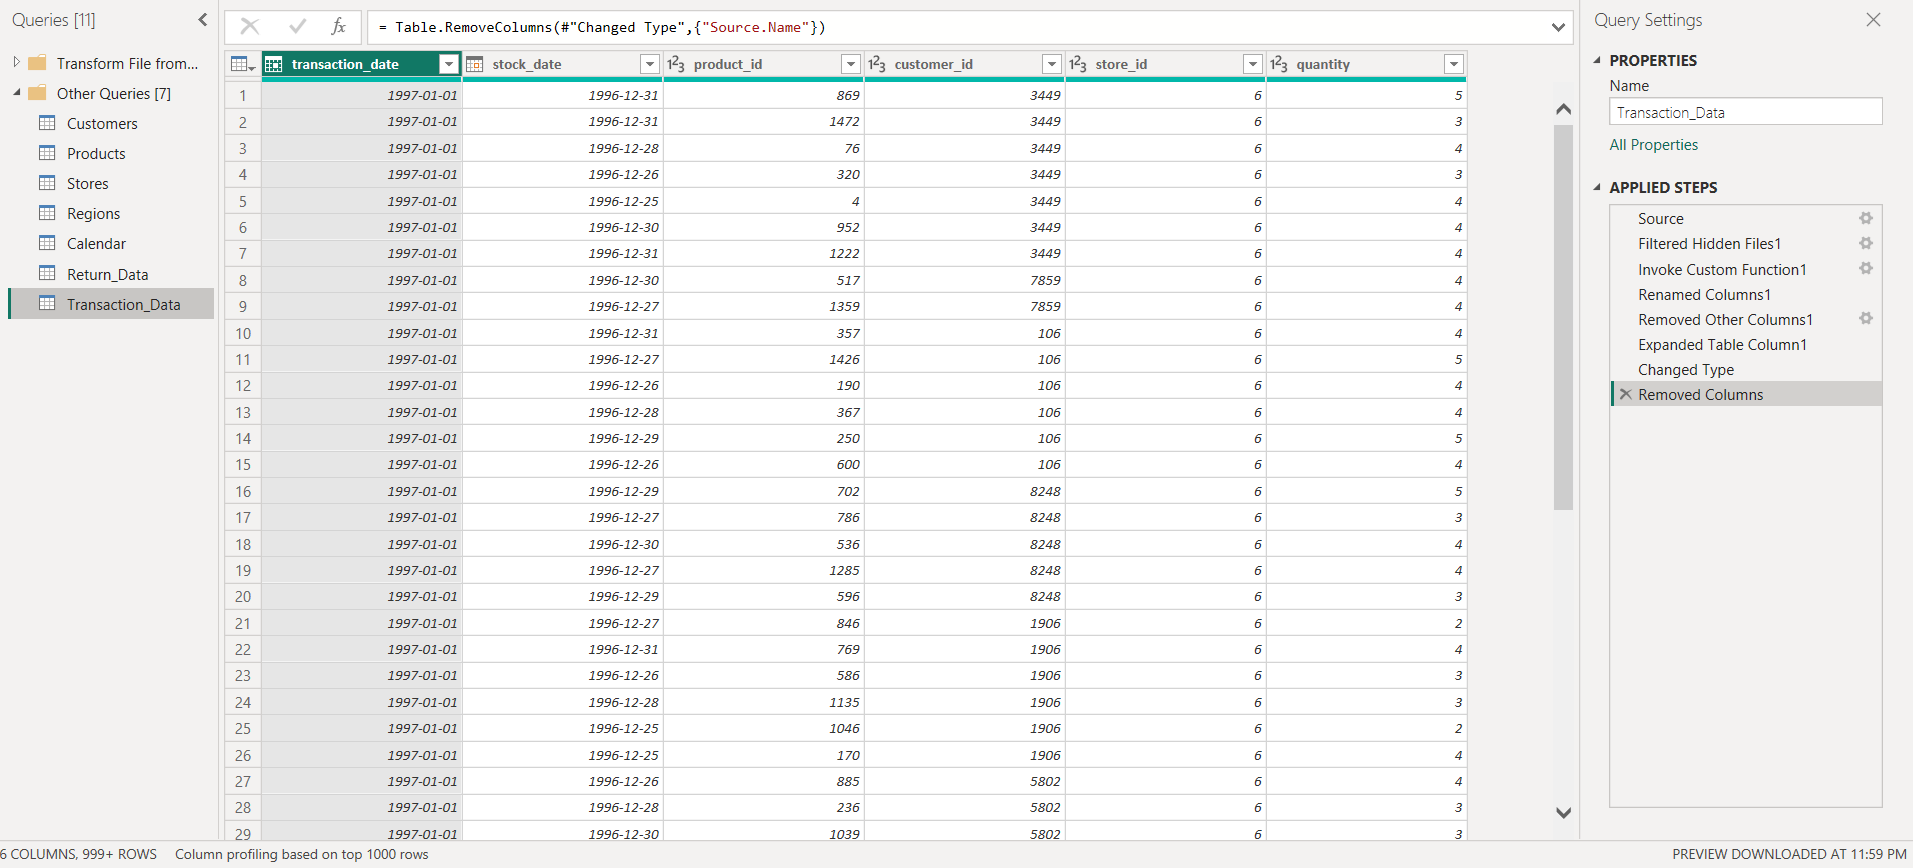 Queries [11]
Transform File from...
Other Queries [7]
Customers
Products
Stores
Regions
Calendar
Return_Data
Transaction_Data
fx = Table.RemoveColumns(#"Changed Type",{"Source.Name"})
transaction_date stock_date 123 product_id 123 customer_id 123 store_id 123 quantity
1 1997-01-01 1996-12-31 869 3449 6 5
2 1997-01-01 1996-12-31 1472 3449 6 3
3 1997-01-01 1996-12-28 76 3449 6 4
4 1997-01-01 1996-12-26 320 3449 6 3
5 1997-01-01 1996-12-25 4 3449 6 4
6 1997-01-01 1996-12-30 952 3449 6 4
7 1997-01-01 1996-12-31 1222 3449 6 4
8 1997-01-01 1996-12-30 517 7859 6 4
9 1997-01-01 1996-12-27 1359 7859 6 4
10 1997-01-01 1996-12-31 357 106 6 4
11 1997-01-01 1996-12-27 1426 106 6 5
12 1997-01-01 1996-12-26 190 106 6 4
13 1997-01-01 1996-12-28 367 106 6 4
14 1997-01-01 1996-12-29 250 106 6 5
15 1997-01-01 1996-12-26 600 106 6 4
16 1997-01-01 1996-12-29 702 8248 6 5
17 1997-01-01 1996-12-27 786 8248 6 3
18 1997-01-01 1996-12-30 536 8248 6 4
19 1997-01-01 1996-12-27 1285 8248 6 4
20 1997-01-01 1996-12-29 596 8248 6 3
21 1997-01-01 1996-12-27 846 1906 6 2
22 1997-01-01 1996-12-31 769 1906 6 4
23 1997-01-01 1996-12-26 586 1906 6 3
24 1997-01-01 1996-12-28 1135 1906 6 3
25 1997-01-01 1996-12-25 1046 1906 6 2
26 1997-01-01 1996-12-25 170 1906 6 4
27 1997-01-01 1996-12-26 885 5802 6 4
28 1997-01-01 1996-12-28 236 5802 6 3
29 1997-01-01 1996-12-30 1039 5802 6 3
Query Settings
PROPERTIES
Name
Transaction_Data
All Properties
APPLIED STEPS
Source
Filtered Hidden Files1
Invoke Custom Function1
Renamed Columns1
Removed Other Columns1
Expanded Table Column1
Changed Type
Removed Columns
6 COLUMNS, 999+ ROWS Column profiling based on top 1000 rows
PREVIEW DOWNLOADED AT 11:59 PM